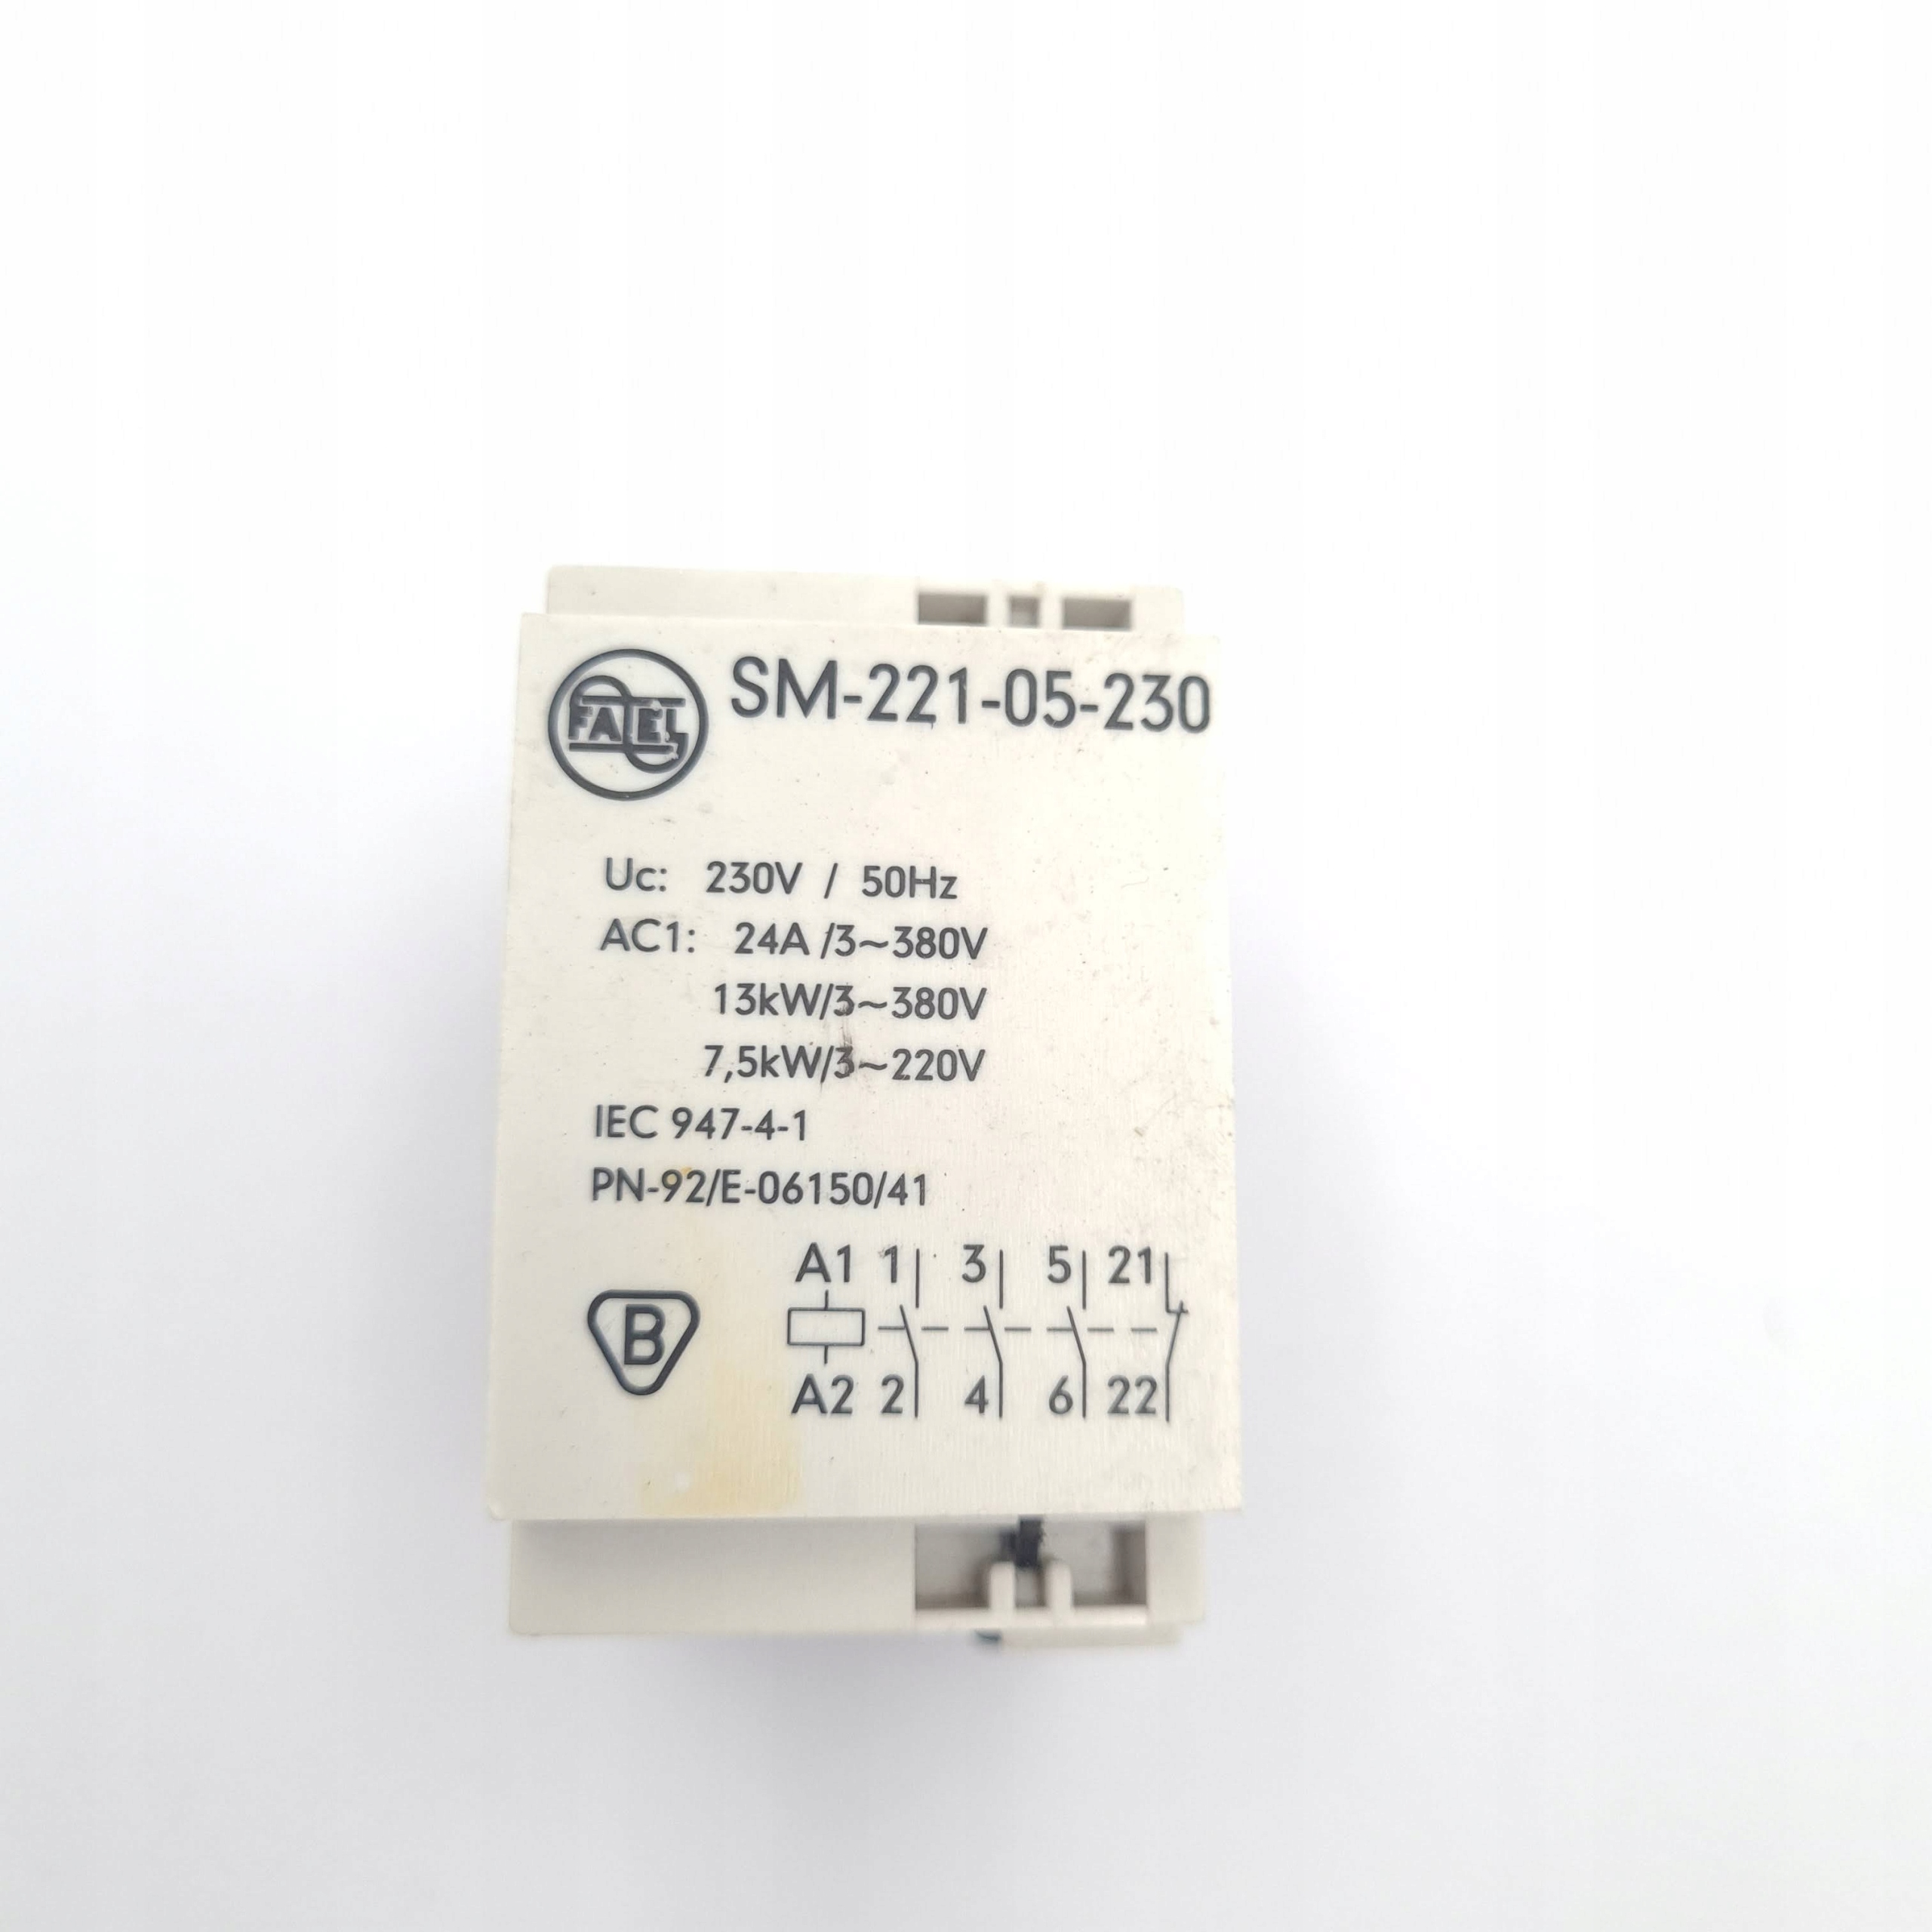 FAEL SM-221-05-230
Uc: 230V / 50Hz
AC1: 24A /3~380V
13kW/3~380V
7,5kW/3~220V
IEC 947-4-1
PN-92/E-06150/41
A1 1 3 5 21
B
A2 2 4 6 22